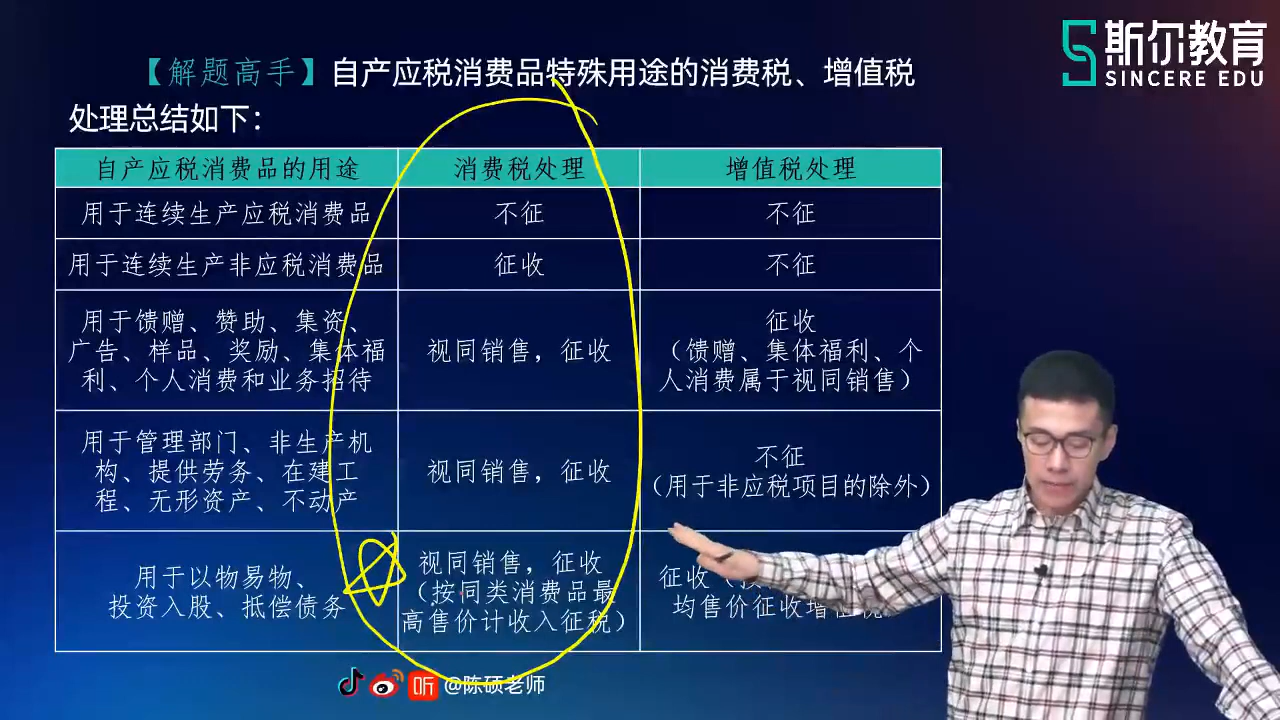 斯尔教育
SINCERE EDU
【解题高手】自产应税消费品特殊用途的消费税、增值税
处理总结如下：
自产应税消费品的用途 消费税处理 增值税处理
用于连续生产应税消费品 不征 不征
用于连续生产非应税消费品 征收 不征
用于馈赠、赞助、集资、
广告、样品、奖励、集体福
利、个人消费和业务招待
视同销售，征收
征收
（馈赠、集体福利、个
人消费属于视同销售）
用于管理部门、非生产机
构、提供劳务、在建工
程、无形资产、不动产
视同销售，征收
不征
（用于非应税项目的除外）
用于以物易物、
投资入股、抵偿债务
视同销售，征收
（按同类消费品最
高售价计收入征税）
征收（
均售价征收增值税
听 @陈硕老师